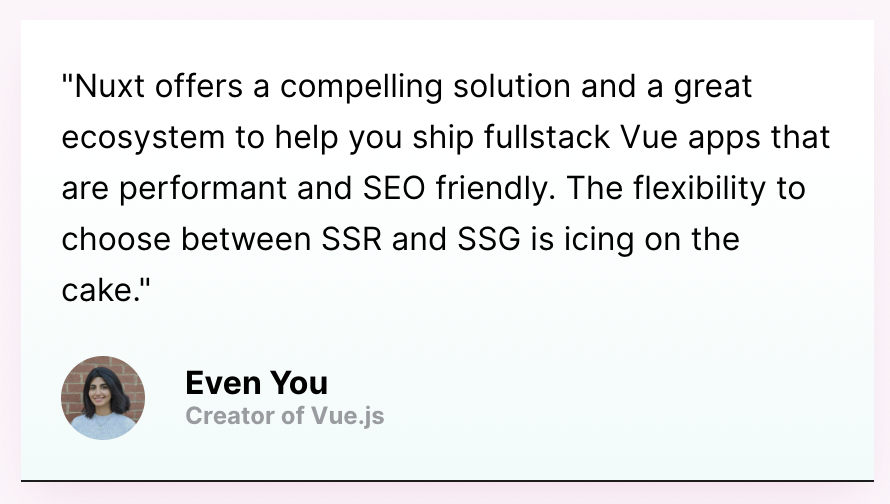 "Nuxt offers a compelling solution and a great
ecosystem to help you ship fullstack Vue apps that
are performant and SEO friendly. The flexibility to
choose between SSR and SSG is icing on the
cake."
Even You
Creator of Vue.js